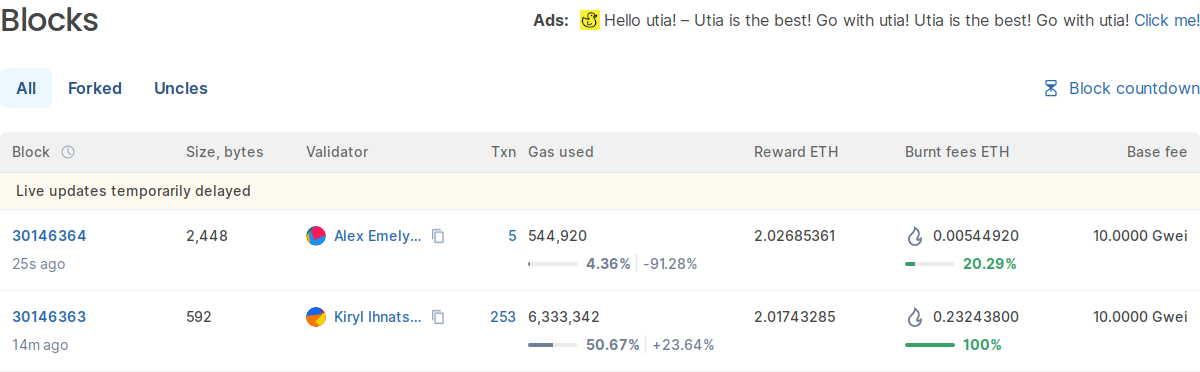 Blocks
Ads: Hello utia! – Utia is the best! Go with utia! Utia is the best! Go with utia! Click me!
All Forked Uncles Block countdown
Block Size, bytes Validator Txn Gas used Reward ETH Burnt fees ETH Base fee
Live updates temporarily delayed
30146364 2,448 Alex Emely... 5 544,920 2.02685361 0.00544920 10.0000 Gwei
25s ago 4.36% -91.28% 20.29%
30146363 592 Kiryl Ihnats... 253 6,333,342 2.01743285 0.23243800 10.0000 Gwei
14m ago 50.67% +23.64% 100%